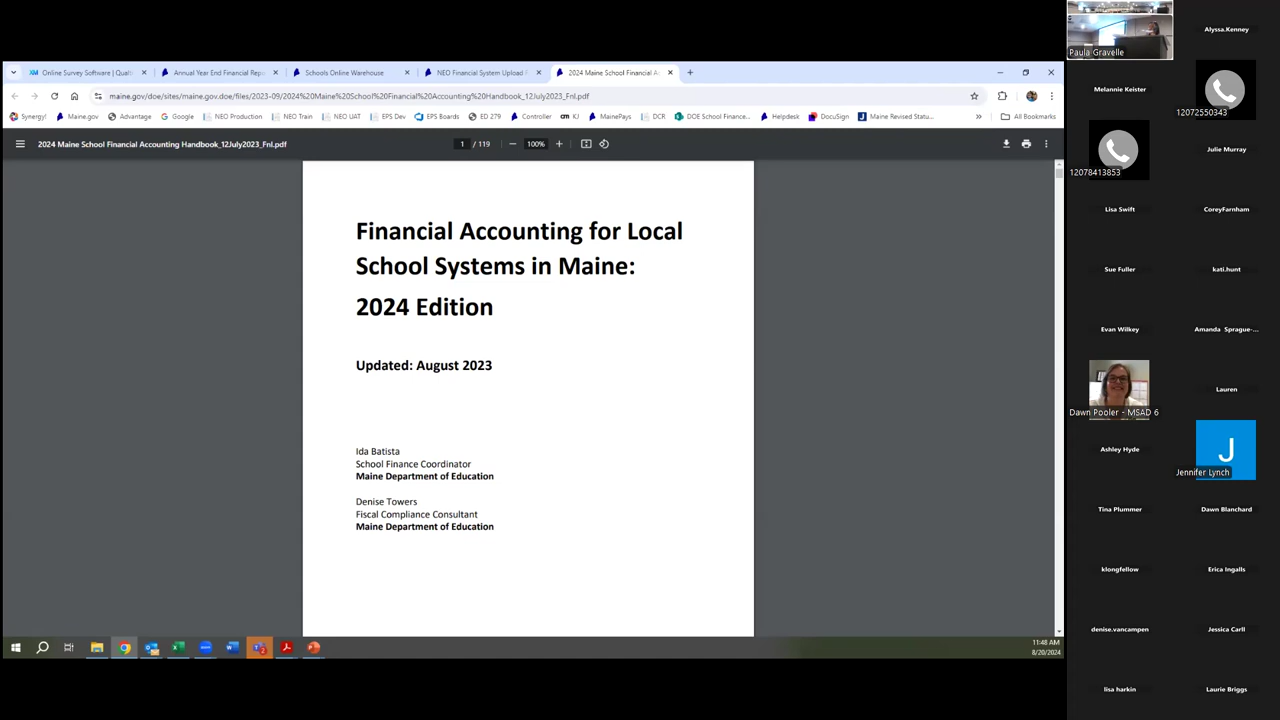 Online Survey Software | Qualt
Annual Year End Financial Repo
Schools Online Warehouse
NEO Financial System Upload
2024 Maine School Financial A
maine.gov/doe/sites/maine.gov.doe/files/2023-09/2024%20Maine%20School%20Financial%20Accounting%20Handbook_12July2023_Fnl.pdf
Synergy!
Maine.gov
Advantage
Google
NEO Production
NEO Train
NEO UAT
EPS Dev
EPS Boards
ED 279
Controller
KJ
MainePays
DCR
DOE School Finance...
Helpdesk
DocuSign
Maine Revised Statu...
»
All Bookmarks
2024 Maine School Financial Accounting Handbook_12July2023_Fnl.pdf
1 / 119
100%
Financial Accounting for Local
School Systems in Maine:
2024 Edition
Updated: August 2023
Ida Batista
School Finance Coordinator
Maine Department of Education
Denise Towers
Fiscal Compliance Consultant
Maine Department of Education
11:48 AM
8/20/2024
Paula Gravelle
Alyssa.Kenney
Melannie Keister
12072550343
12078413853
Julie Murray
Lisa Swift
CoreyFarnham
Sue Fuller
kati.hunt
Evan Wilkey
Amanda Sprague-...
Dawn Pooler - MSAD 6
Lauren
Ashley Hyde
J
Jennifer Lynch
Tina Plummer
Dawn Blanchard
klongfellow
Erica Ingalls
denise.vancampen
Jessica Carll
lisa harkin
Laurie Briggs